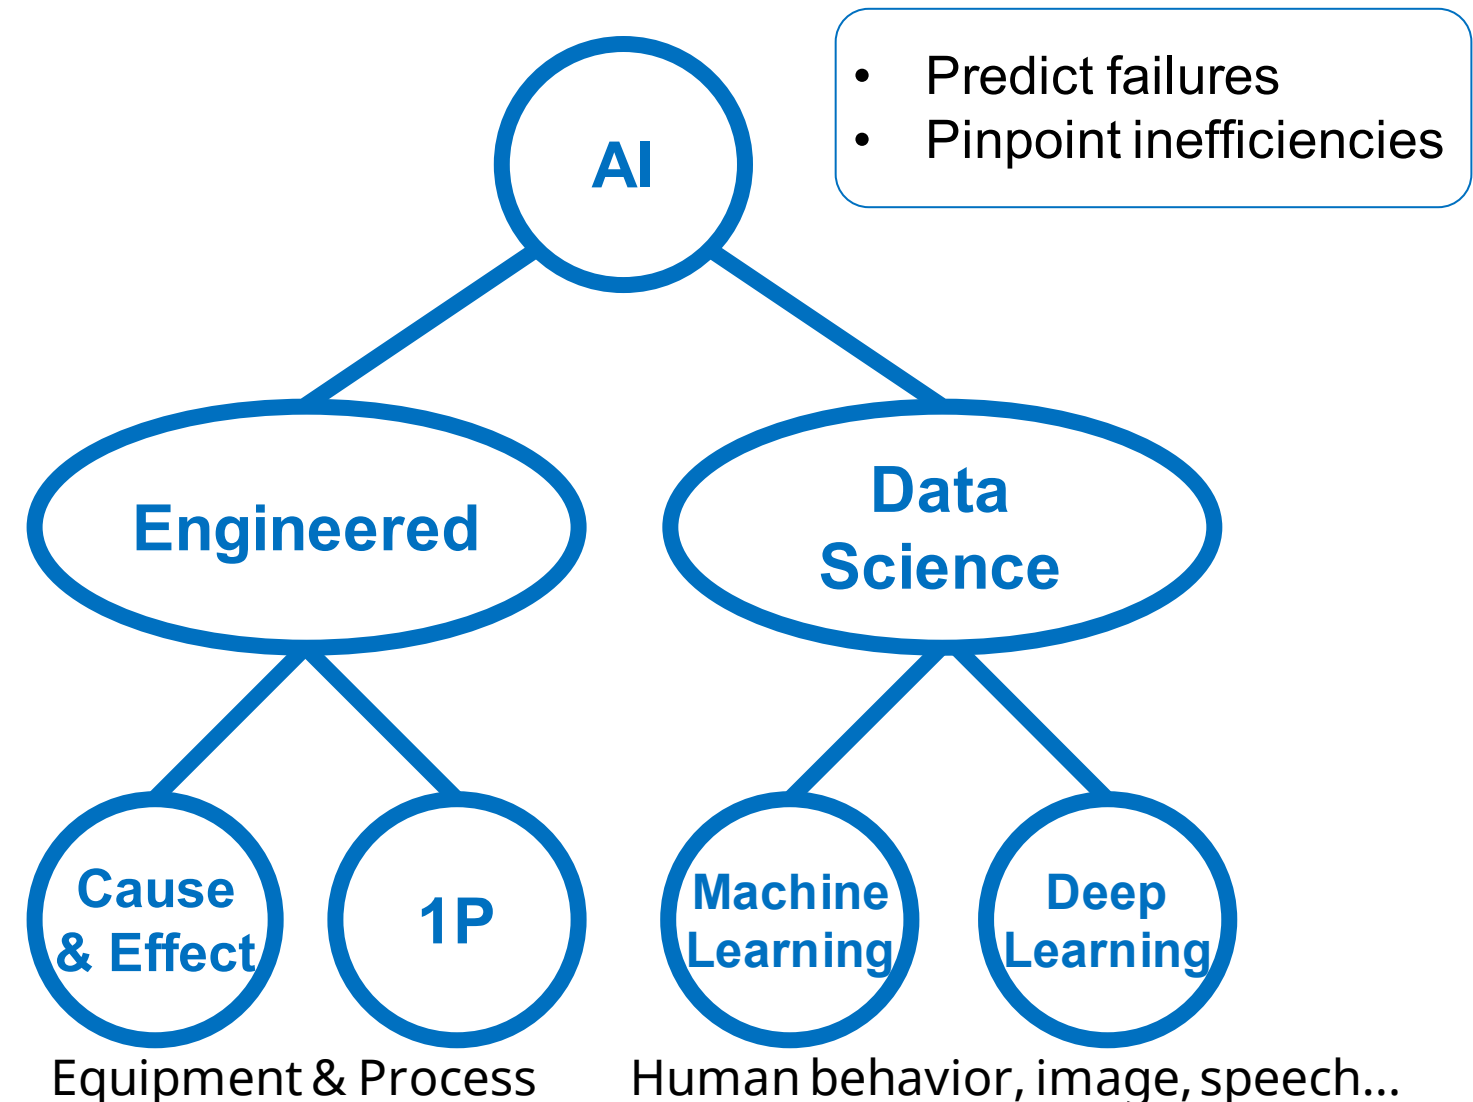 AI
• Predict failures
• Pinpoint inefficiencies
Engineered
Data
Science
Cause
& Effect
1P
Machine
Learning
Deep
Learning
Equipment & Process
Human behavior, image, speech...